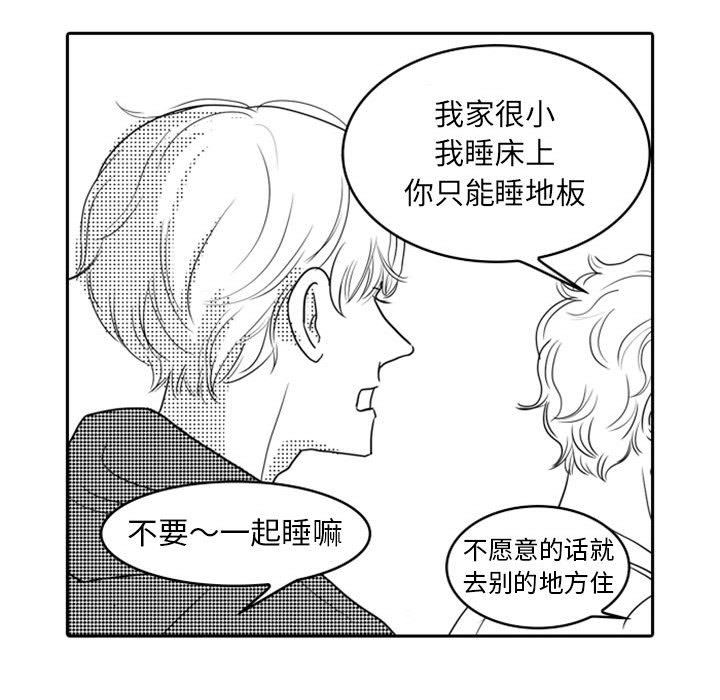 我家很小
我睡床上
你只能睡地板
不要～一起睡嘛
不愿意的话就
去别的地方住